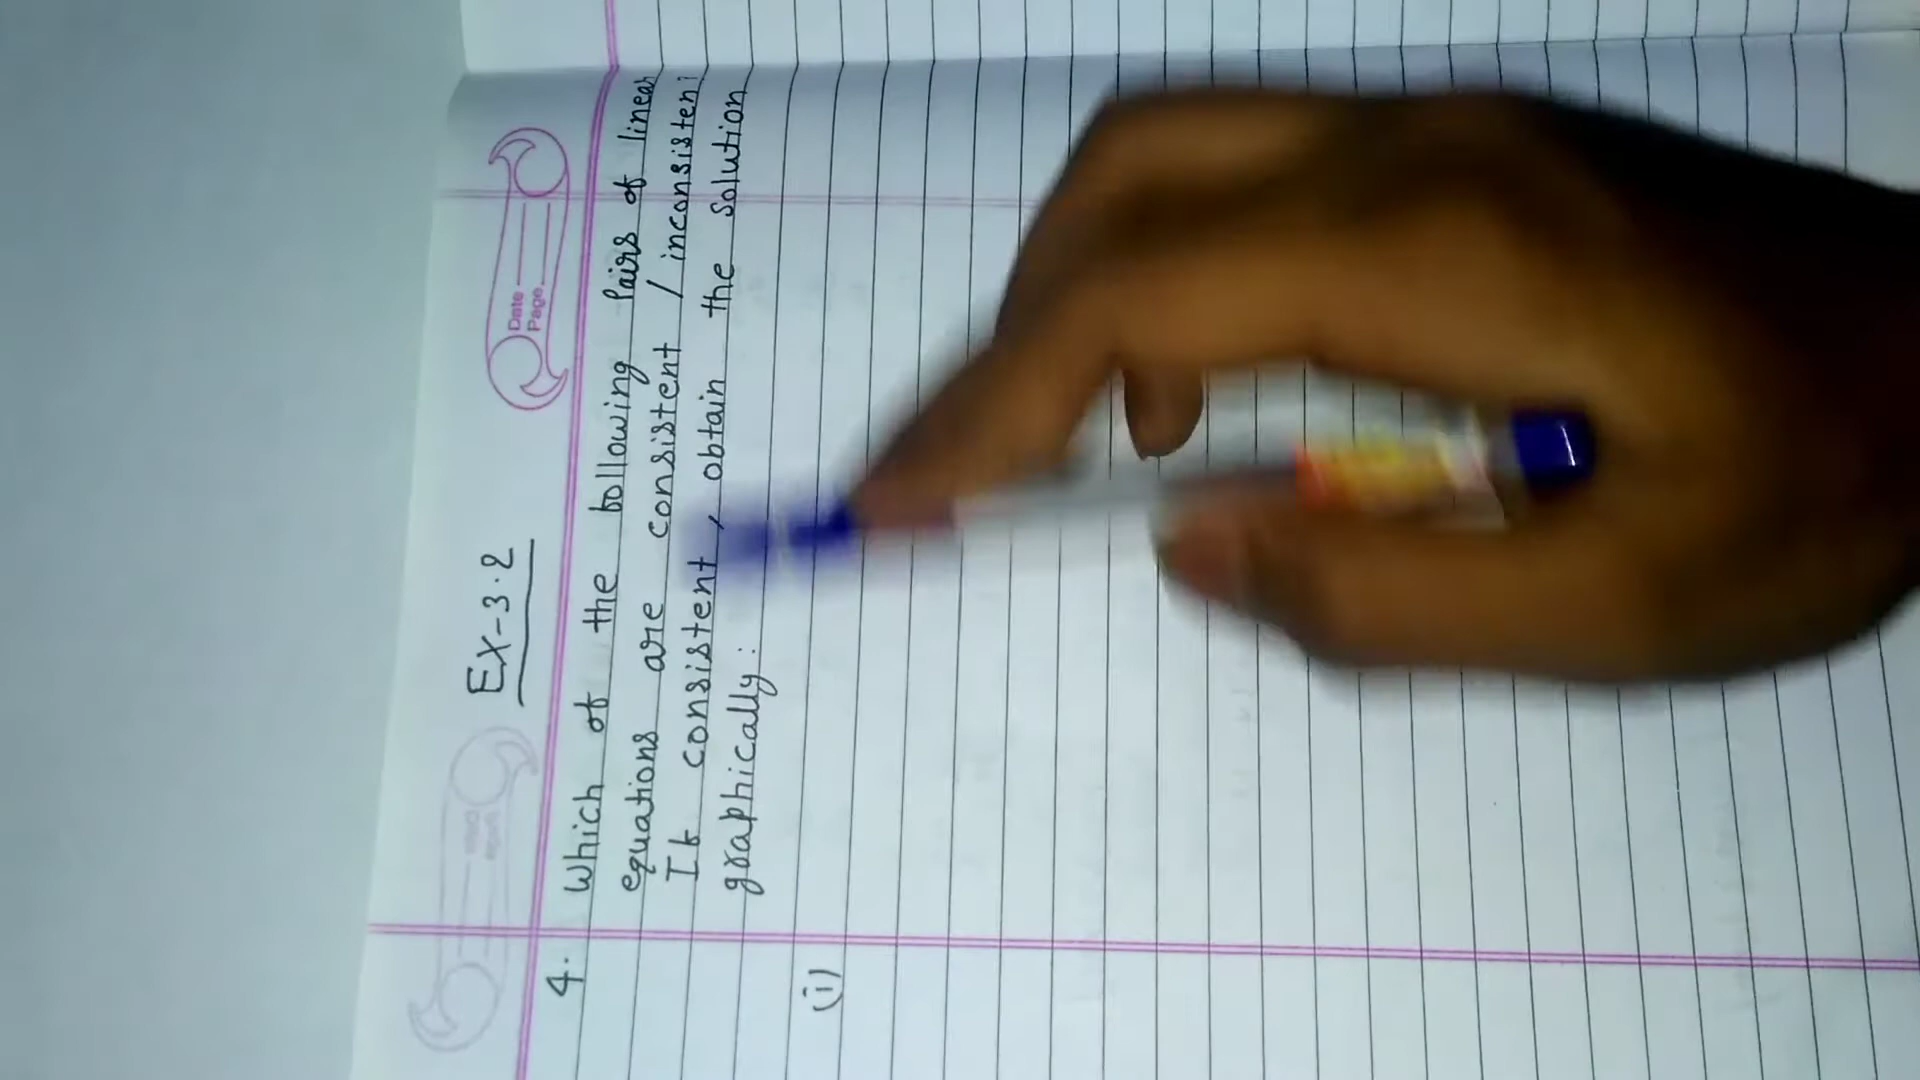 Date
Page
Ex-3.2
4. Which of the following Pairs of linear
equations are consistent / inconsistent
If consistent, obtain the solution
graphically:
(i)